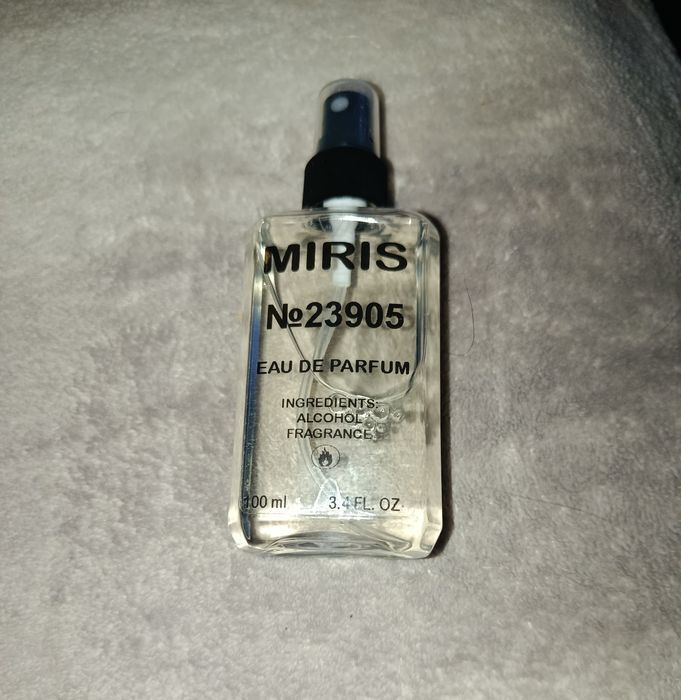 MIRIS
№23905
EAU DE PARFUM
INGREDIENTS:
ALCOHOL
FRAGRANCE
100 ml 3.4 FL. OZ